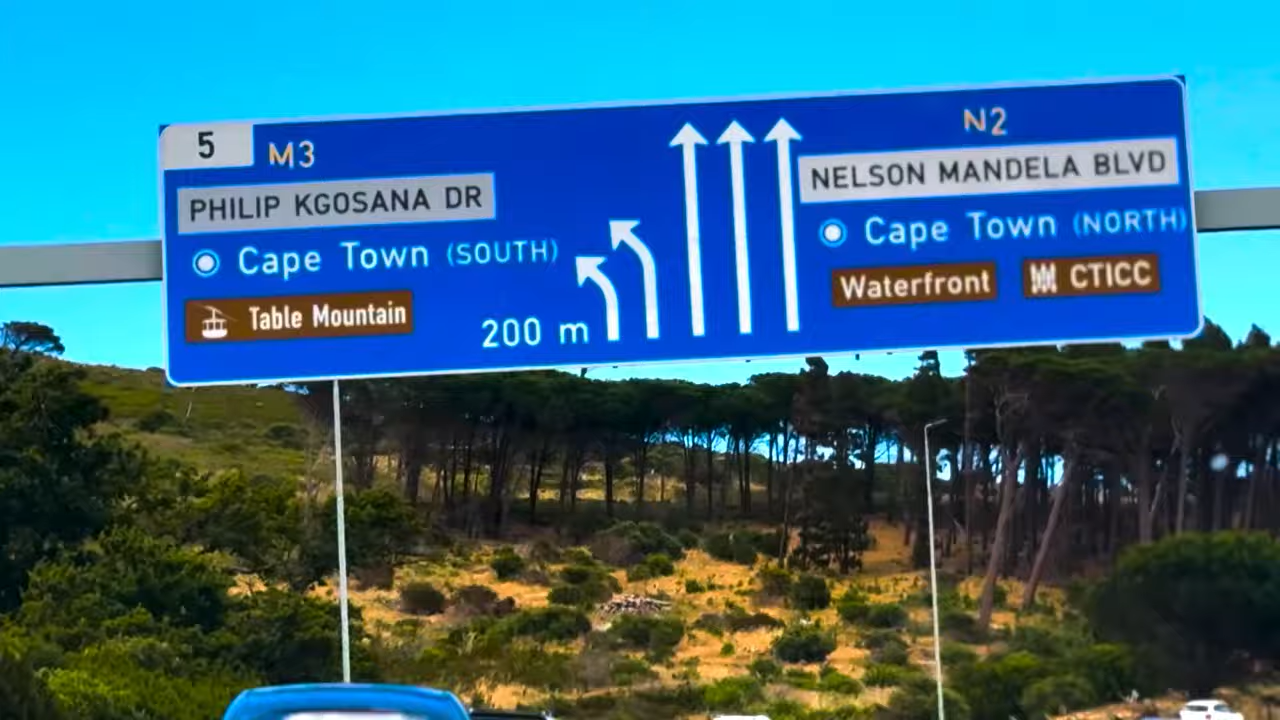 5
M3
PHILIP KGOSANA DR
Cape Town (SOUTH)
Table Mountain
200 m
N2
NELSON MANDELA BLVD
Cape Town (NORTH)
Waterfront
CTICC